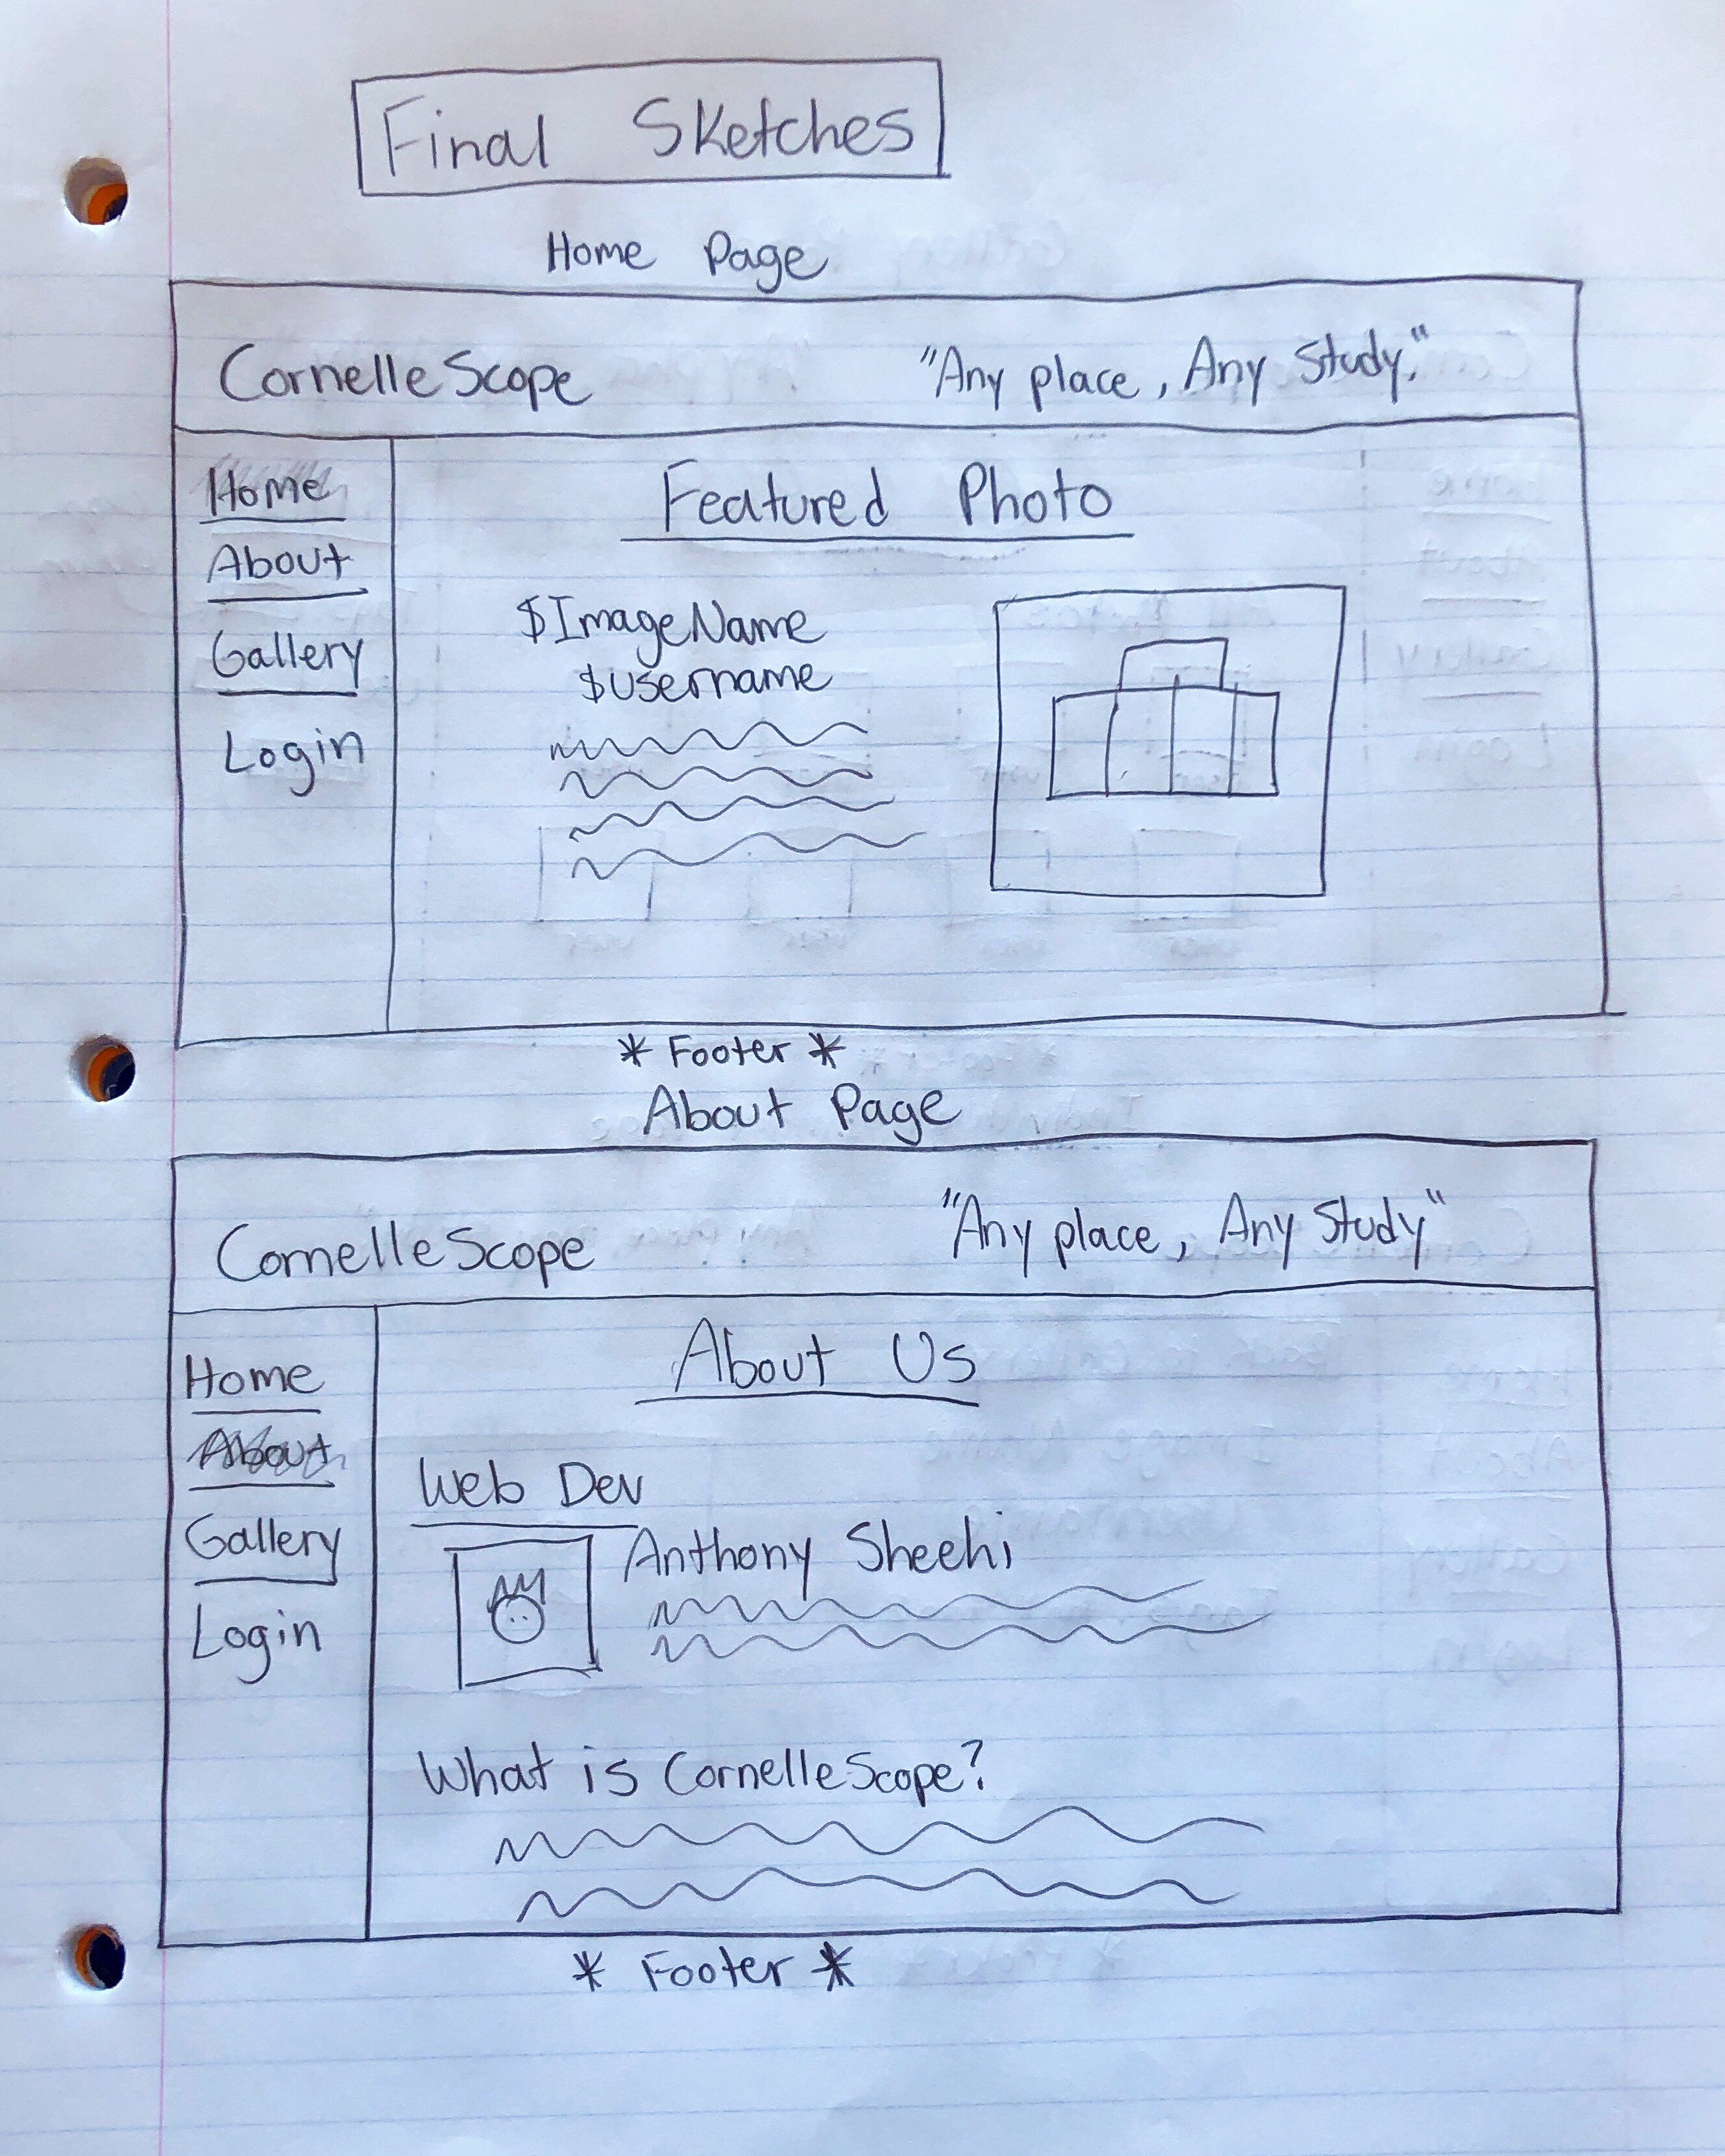 Final Sketches
Home Page
CornelleScope "Any place, Any Study."
Home
About
Gallery
Login
Featured Photo
$ImageName
$username
* Footer *
About Page
CornelleScope "Any place, Any Study"
Home
About
Gallery
Login
About Us
Web Dev
Anthony Sheehi
What is CornelleScope?
* Footer *